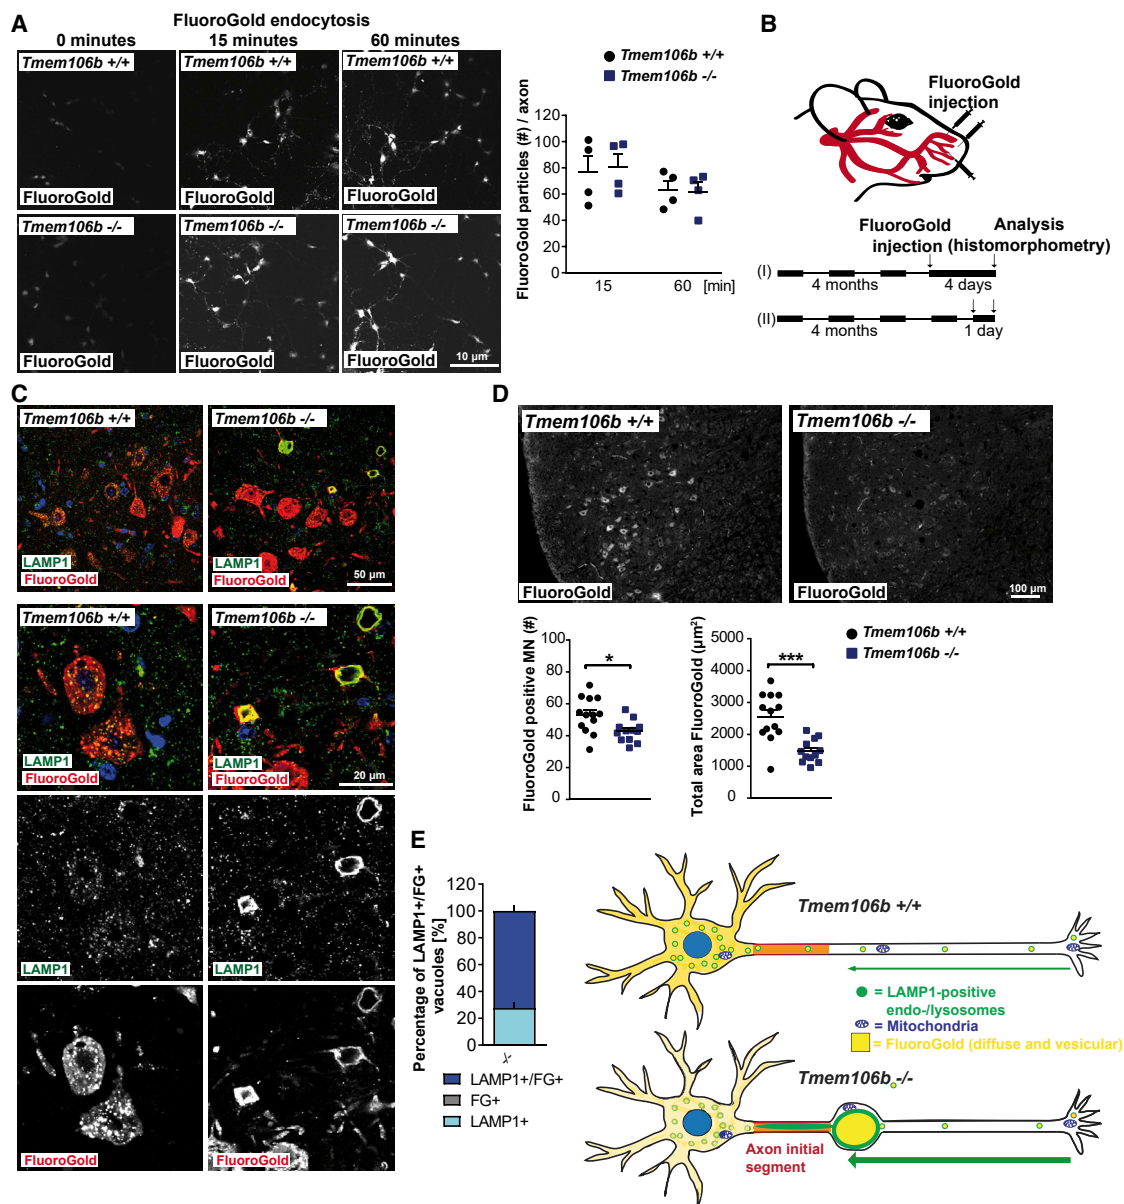 A
FluoroGold endocytosis
0 minutes
15 minutes
60 minutes
Tmem106b +/+
Tmem106b +/+
Tmem106b +/+
FluoroGold
FluoroGold
FluoroGold
Tmem106b -/-
Tmem106b -/-
Tmem106b -/-
FluoroGold
FluoroGold
FluoroGold
10 µm
Tmem106b +/+
Tmem106b -/-
FluoroGold particles (#) / axon
120
100
80
60
40
20
0
15
60
[min]
B
FluoroGold
injection
FluoroGold
injection
Analysis
(histomorphometry)
(I)
4 months
4 days
(II)
4 months
1 day
C
Tmem106b +/+
Tmem106b -/-
LAMP1
FluoroGold
LAMP1
FluoroGold
50 µm
Tmem106b +/+
Tmem106b -/-
LAMP1
FluoroGold
LAMP1
FluoroGold
20 µm
LAMP1
LAMP1
FluoroGold
FluoroGold
D
Tmem106b +/+
Tmem106b -/-
FluoroGold
FluoroGold
100 µm
FluoroGold positive MN (#)
100
80
60
40
20
0
*
Total area FluoroGold (µm²)
5000
4000
3000
2000
1000
0
***
Tmem106b +/+
Tmem106b -/-
E
Percentage of LAMP1+/FG+
vacuoles [%]
120
100
80
60
40
20
0
-/-
LAMP1+/FG+
FG+
LAMP1+
Tmem106b +/+
= LAMP1-positive
endo-/lysosomes
= Mitochondria
= FluoroGold (diffuse and vesicular)
Tmem106b -/-
Axon initial
segment